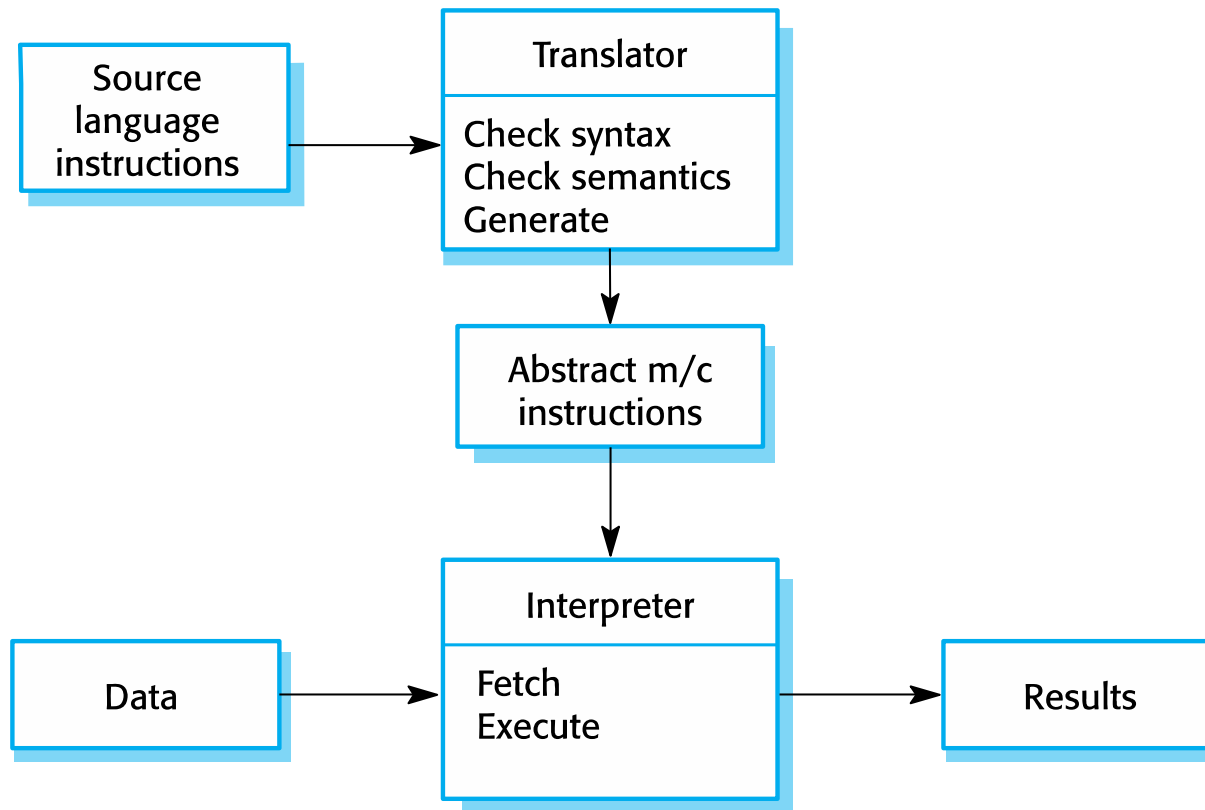 Source
language
instructions
Translator
Check syntax
Check semantics
Generate
Abstract m/c
instructions
Interpreter
Fetch
Execute
Data
Results